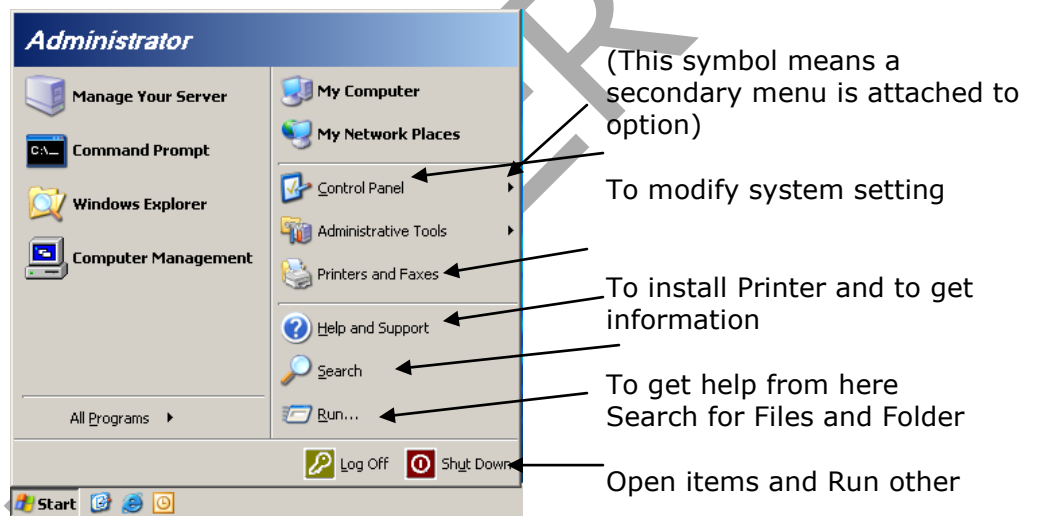 Administrator
Manage Your Server
Command Prompt
Windows Explorer
Computer Management
All Programs
My Computer
My Network Places
Control Panel
Administrative Tools
Printers and Faxes
Help and Support
Search
Run...
Log Off
Shut Down
Start
C:\_
(This symbol means a
secondary menu is attached to
option)
To modify system setting
To install Printer and to get
information
To get help from here
Search for Files and Folder
Open items and Run other